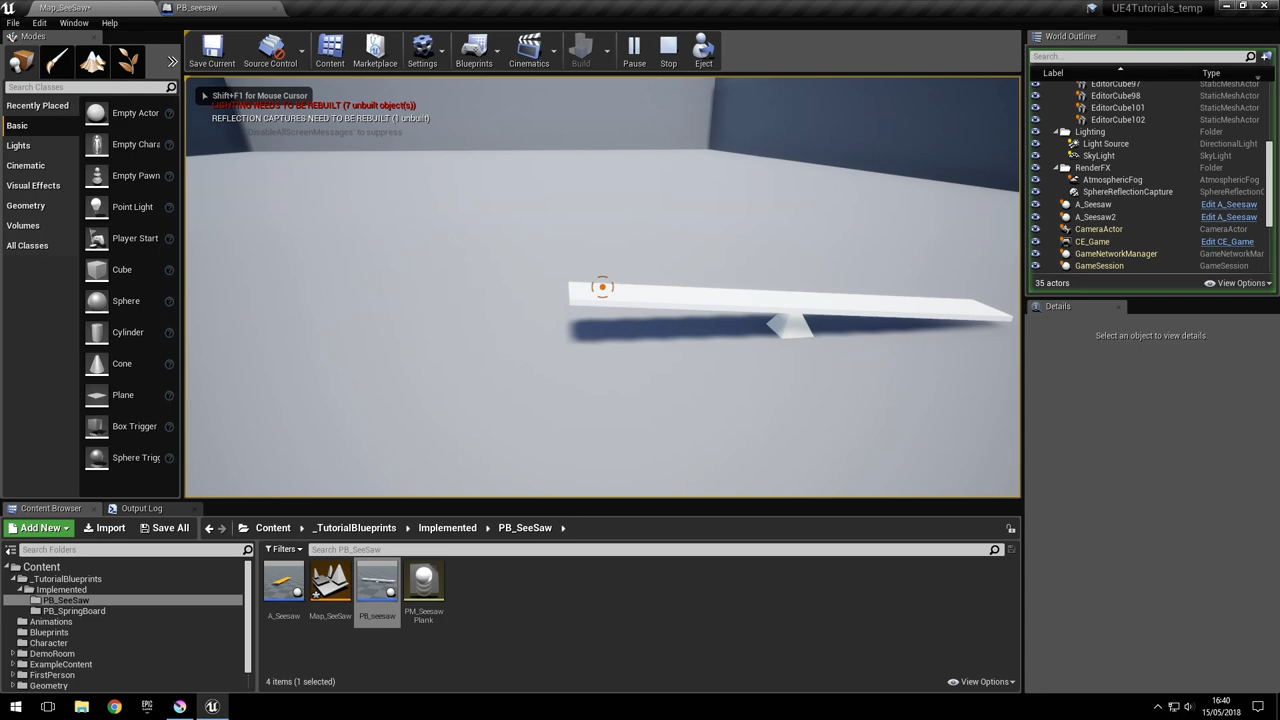 Map_SeeSaw*
PB_seesaw
UE4Tutorials_temp
File Edit Window Help
Modes
Search Classes
Recently Placed
Basic
Lights
Cinematic
Visual Effects
Geometry
Volumes
All Classes
Empty Actor
Empty Chara
Empty Pawn
Point Light
Player Start
Cube
Sphere
Cylinder
Cone
Plane
Box Trigger
Sphere Trigg
Save Current
Source Control
Content
Marketplace
Settings
Blueprints
Cinematics
Build
Pause
Stop
Eject
Shift+F1 for Mouse Cursor
LIGHTING NEEDS TO BE REBUILT (7 unbuilt object(s))
REFLECTION CAPTURES NEED TO BE REBUILT (1 unbuilt)
'DisableAllScreenMessages' to suppress
World Outliner
Search...
Label Type
EditorCube97 StaticMeshActor
EditorCube98 StaticMeshActor
EditorCube101 StaticMeshActor
EditorCube102 StaticMeshActor
Lighting Folder
Light Source DirectionalLight
SkyLight SkyLight
RenderFX Folder
AtmosphericFog AtmosphericFog
SphereReflectionCapture SphereReflectionC
A_Seesaw Edit A_Seesaw
A_Seesaw2 Edit A_Seesaw
CameraActor CameraActor
CE_Game Edit CE_Game
GameNetworkManager GameNetworkMar
GameSession GameSession
35 actors View Options
Details
Select an object to view details.
Content Browser
Output Log
Add New Import Save All Content _TutorialBlueprints Implemented PB_SeeSaw
Search Folders
Content
_TutorialBlueprints
Implemented
PB_SeeSaw
PB_SpringBoard
Animations
Blueprints
Character
DemoRoom
ExampleContent
FirstPerson
Geometry
Filters Search PB_SeeSaw
A_Seesaw
Map_SeeSaw
PB_seesaw
PM_Seesaw
Plank
4 items (1 selected) View Options
EPIC
16:40
15/05/2018